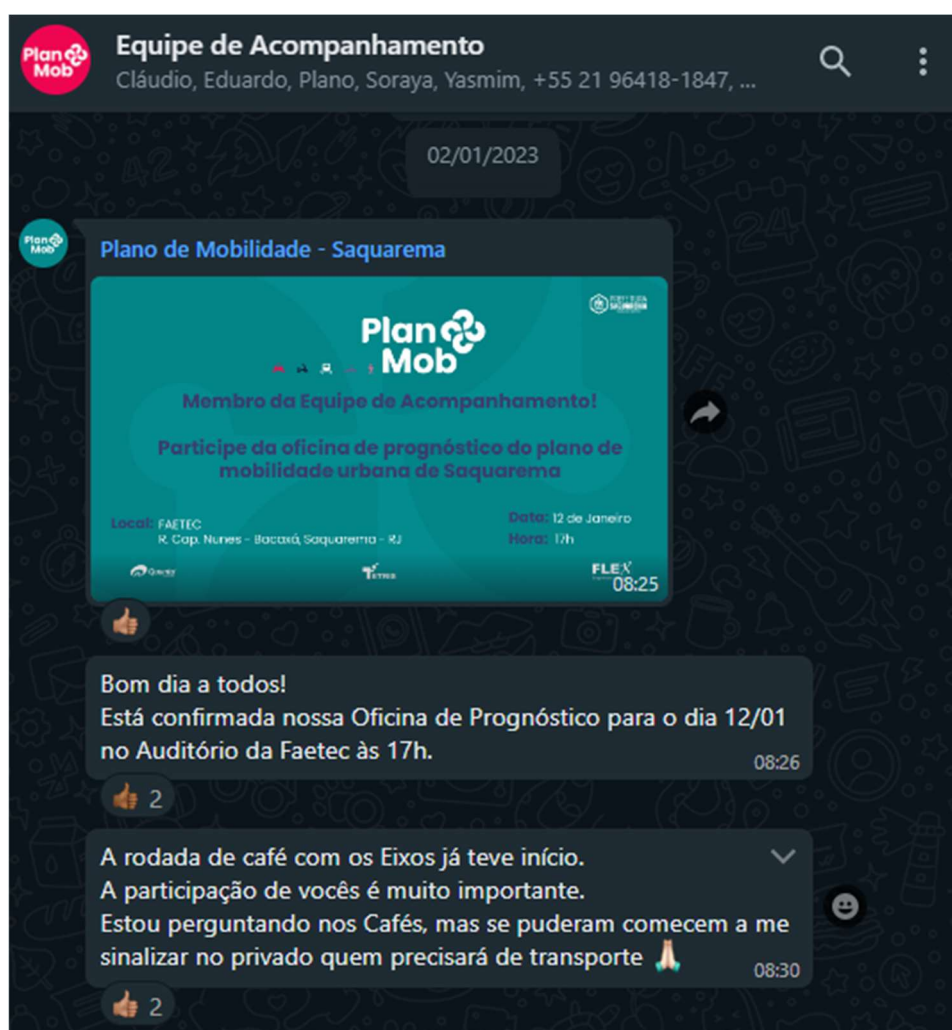 Plan
Mob
Equipe de Acompanhamento
Cláudio, Eduardo, Plano, Soraya, Yasmim, +55 21 96418-1847, ...
02/01/2023
Plan
Mob
Plano de Mobilidade - Saquarema
SAQUAREMA
Plan
Mob
Membro da Equipe de Acompanhamento!
Participe da oficina de prognóstico do plano de
mobilidade urbana de Saquarema
Local: FAETEC
R. Cap. Nunes - Bacaxá, Saquarema - RJ
Data: 12 de Janeiro
Hora: 17h
FLEX
08:25
Bom dia a todos!
Está confirmada nossa Oficina de Prognóstico para o dia 12/01
no Auditório da Faetec às 17h.
08:26
2
A rodada de café com os Eixos já teve início.
A participação de vocês é muito importante.
Estou perguntando nos Cafés, mas se puderam comecem a me
sinalizar no privado quem precisará de transporte 🙏
08:30
2